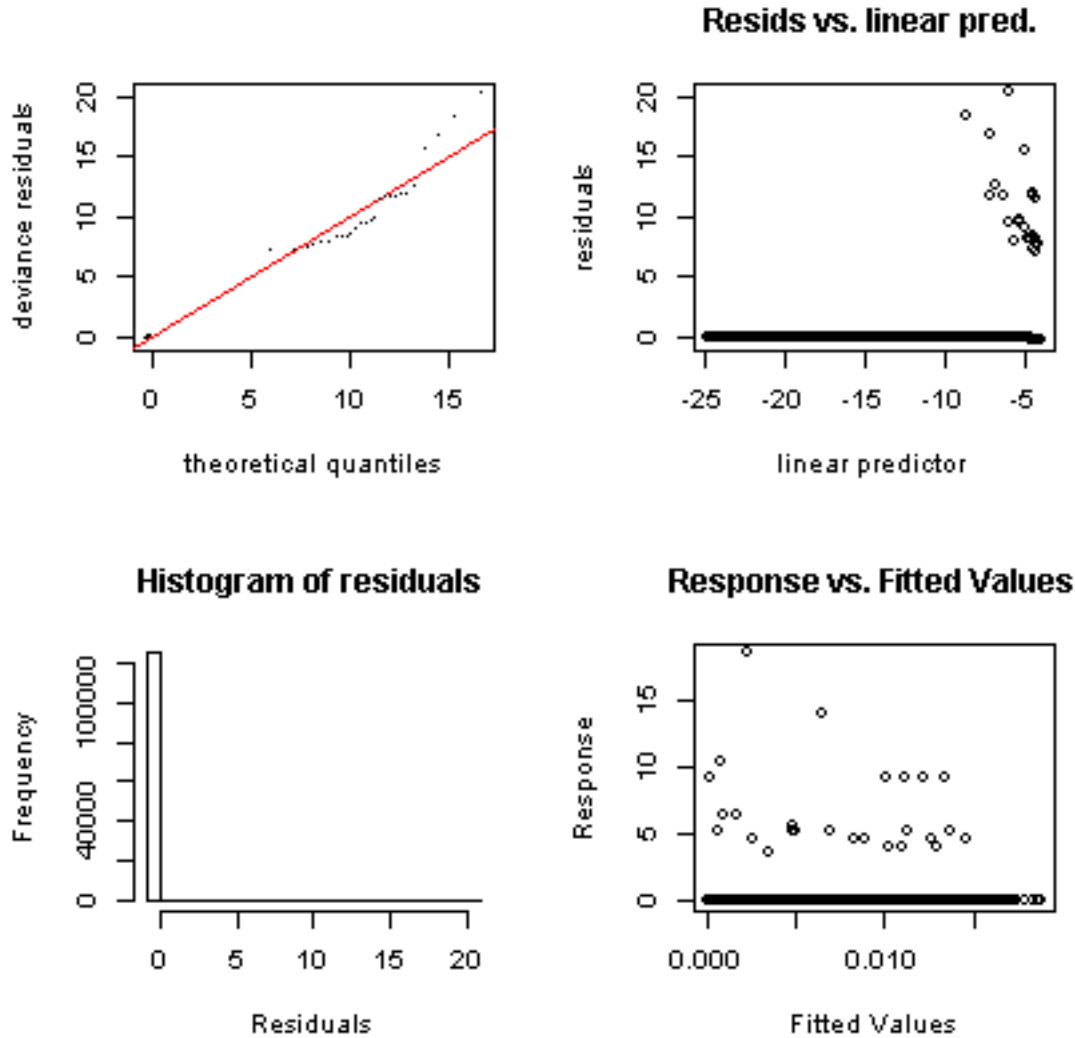 deviance residuals
20
15
10
5
0
0 5 10 15
theoretical quantiles
Resids vs. linear pred.
residuals
20
15
10
5
0
-25 -20 -15 -10 -5
linear predictor
Histogram of residuals
Frequency
100000
40000
0
0 5 10 15 20
Residuals
Response vs. Fitted Values
Response
15
10
5
0
0.000 0.010
Fitted Values